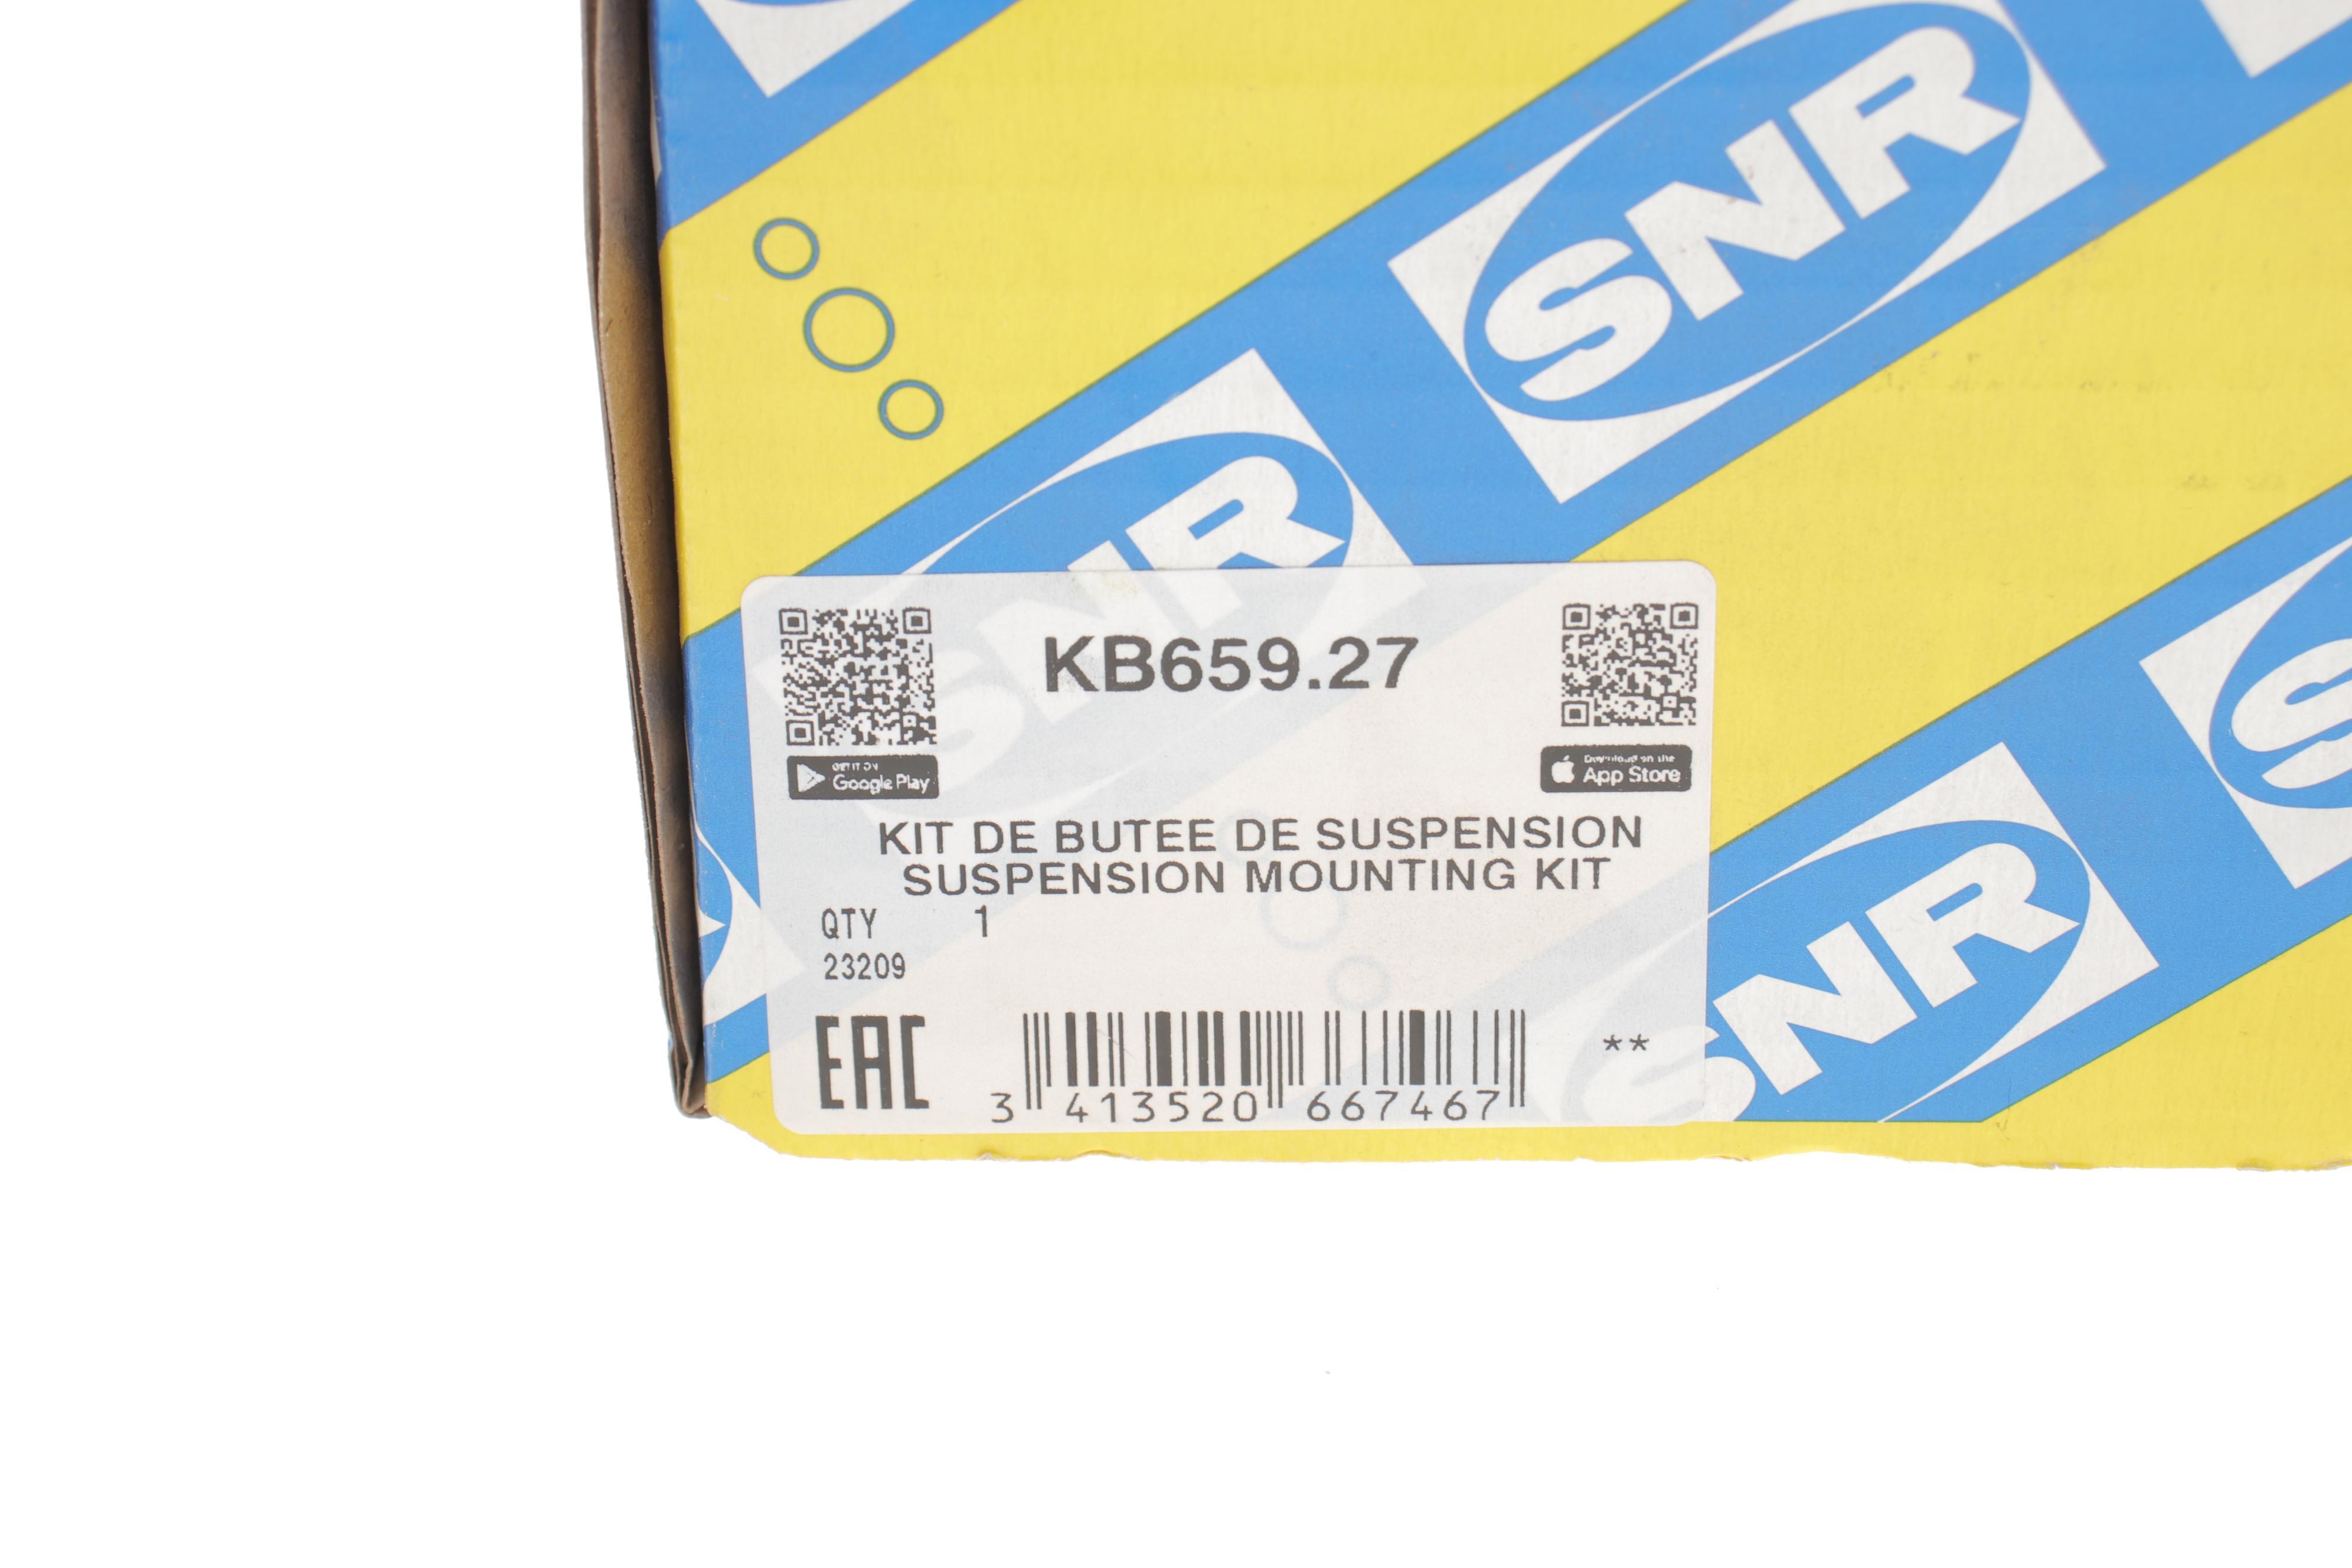 SNR
SNR
KB659.27
GET IT ON
Google Play
Download on the
App Store
KIT DE BUTEE DE SUSPENSION
SUSPENSION MOUNTING KIT
QTY 1
23209
EAC
**
3 413520 667467
SNR